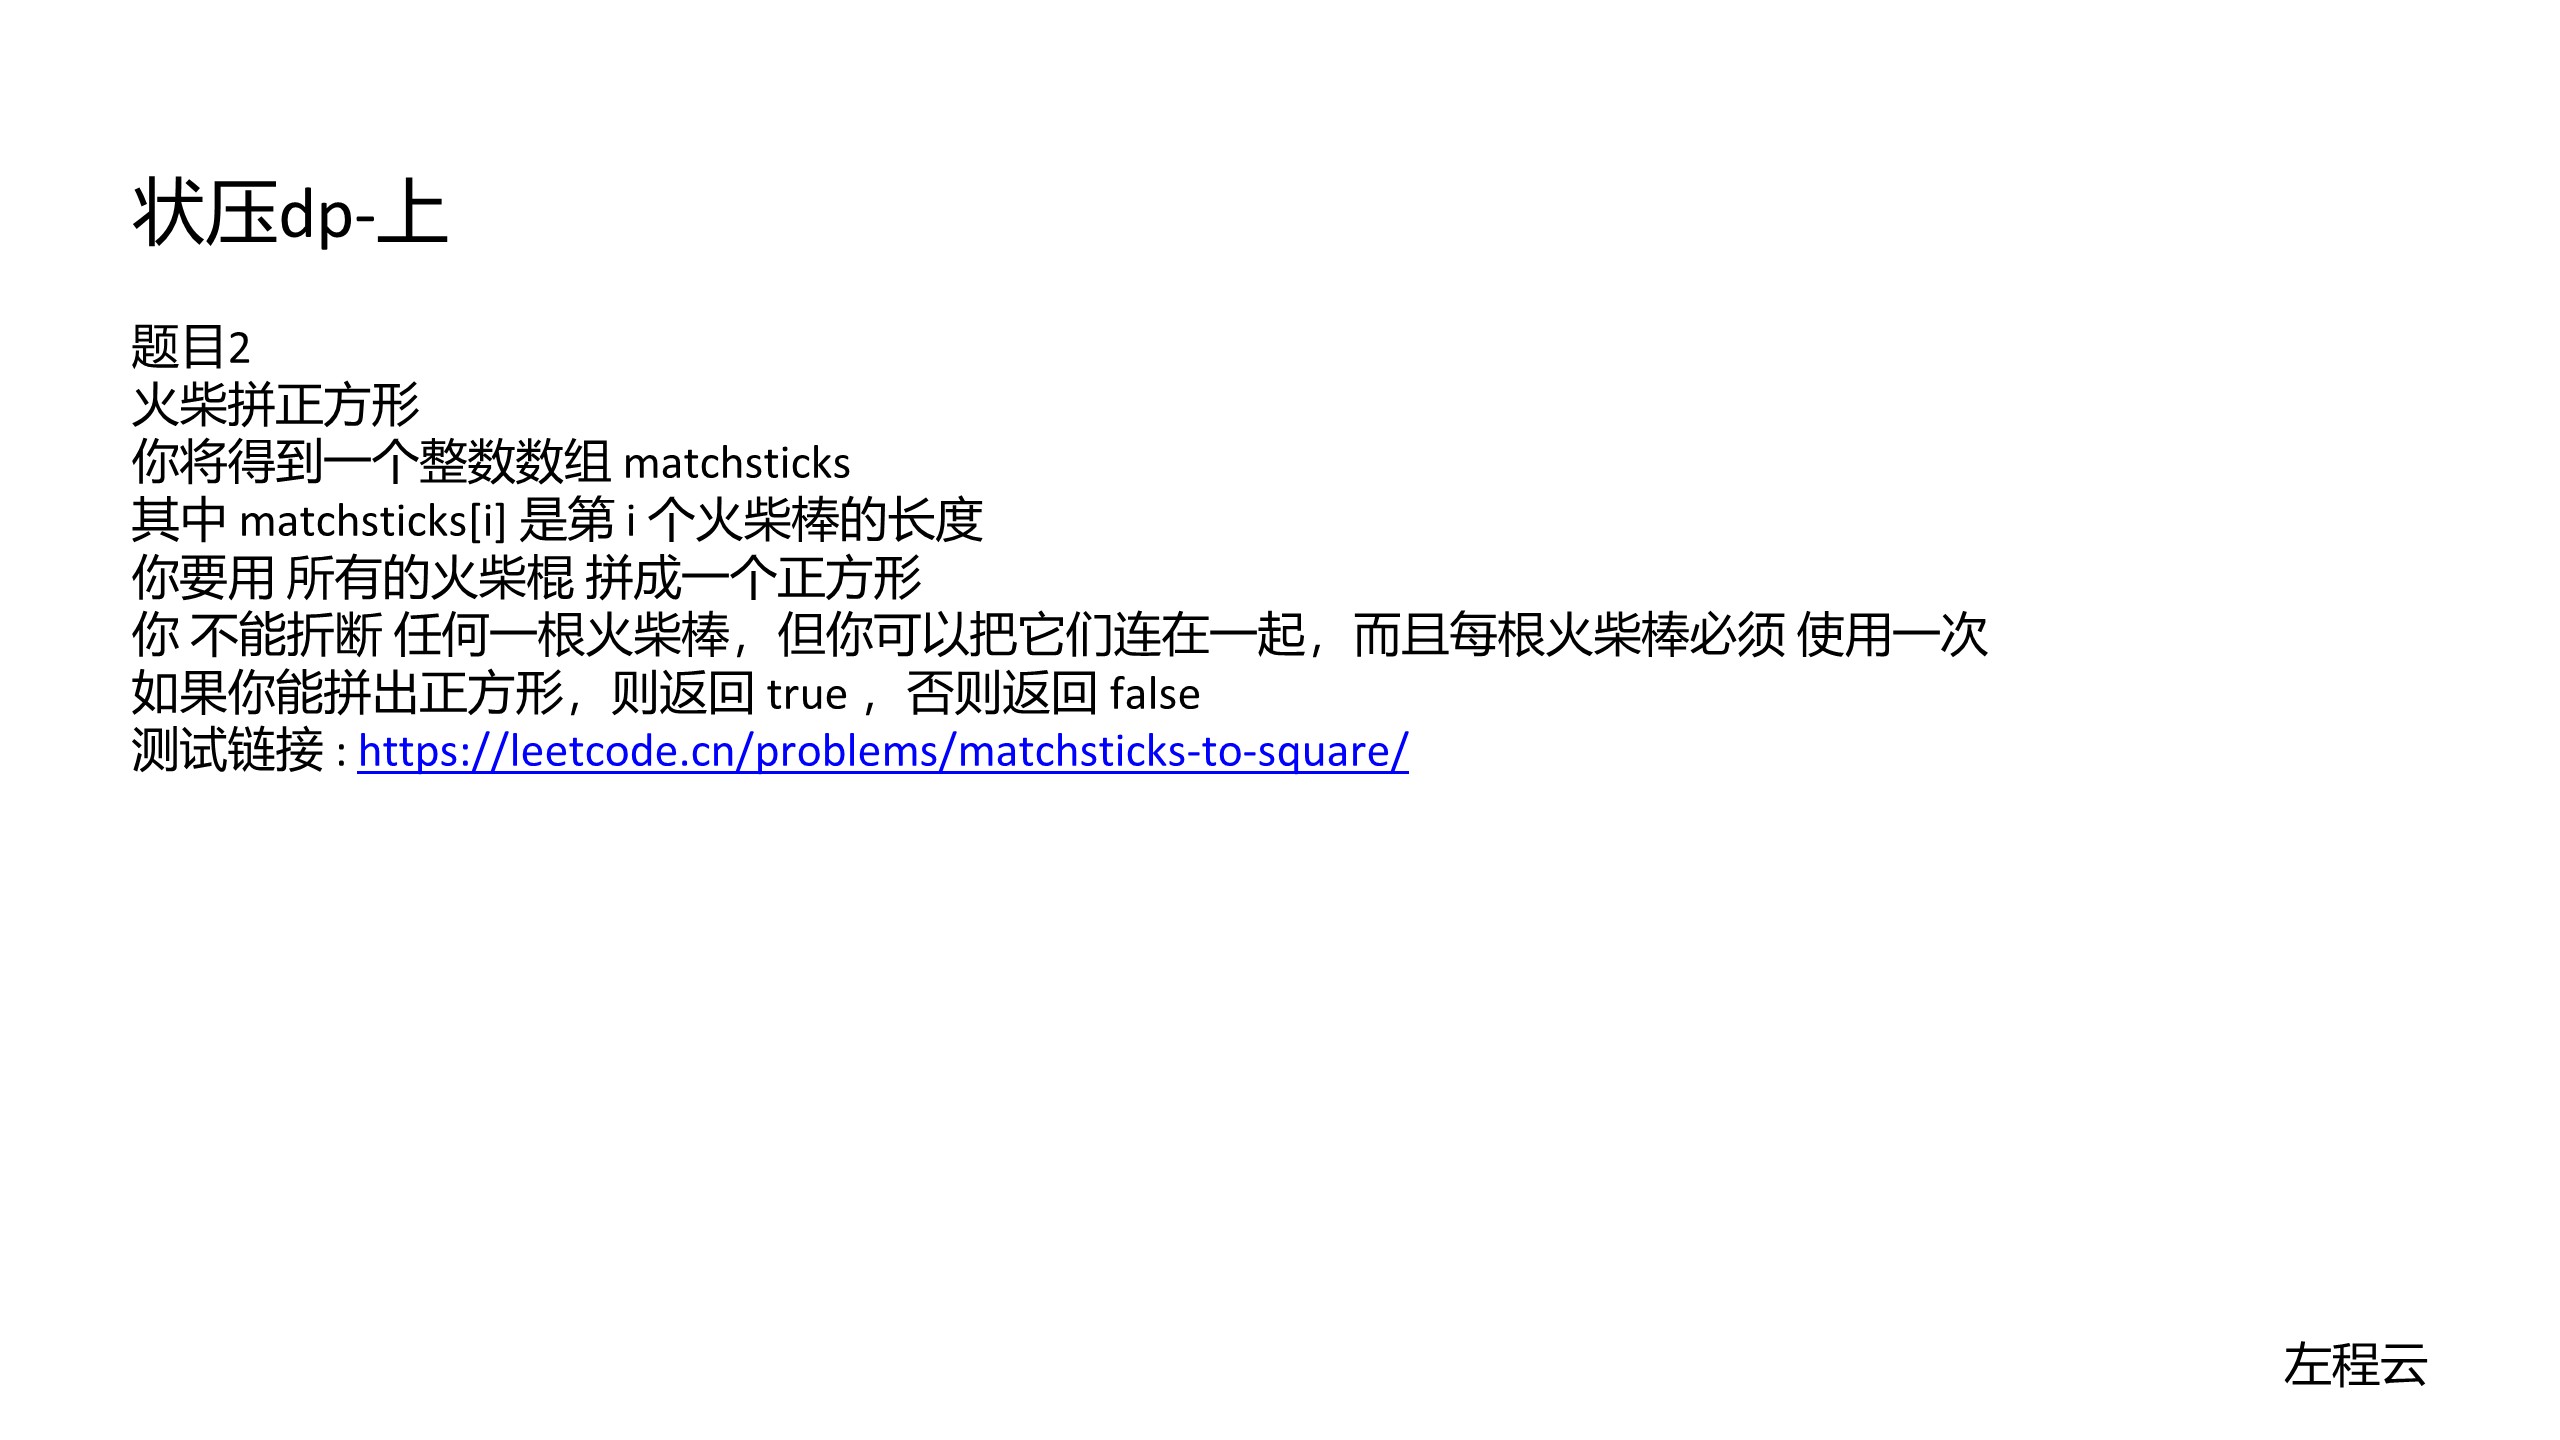 状压dp-上
题目2
火柴拼正方形
你将得到一个整数数组 matchsticks
其中 matchsticks[i] 是第 i 个火柴棒的长度
你要用 所有的火柴棍 拼成一个正方形
你 不能折断 任何一根火柴棒，但你可以把它们连在一起，而且每根火柴棒必须 使用一次
如果你能拼出正方形，则返回 true ，否则返回 false
测试链接 : https://leetcode.cn/problems/matchsticks-to-square/
左程云